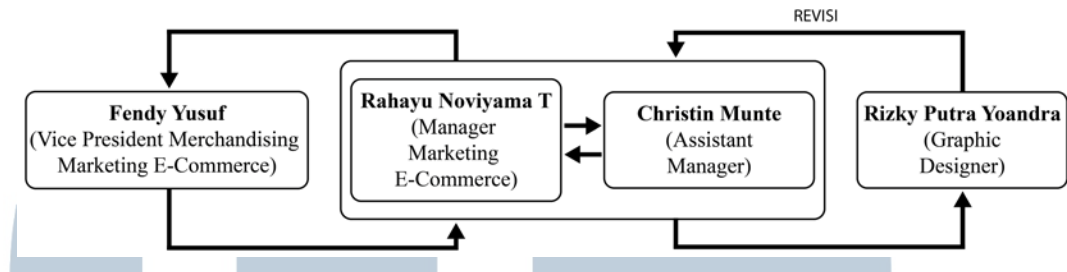 REVISI
Fendy Yusuf
(Vice President Merchandising
Marketing E-Commerce)
Rahayu Noviyama T
(Manager
Marketing
E-Commerce)
Christin Munte
(Assistant
Manager)
Rizky Putra Yoandra
(Graphic
Designer)